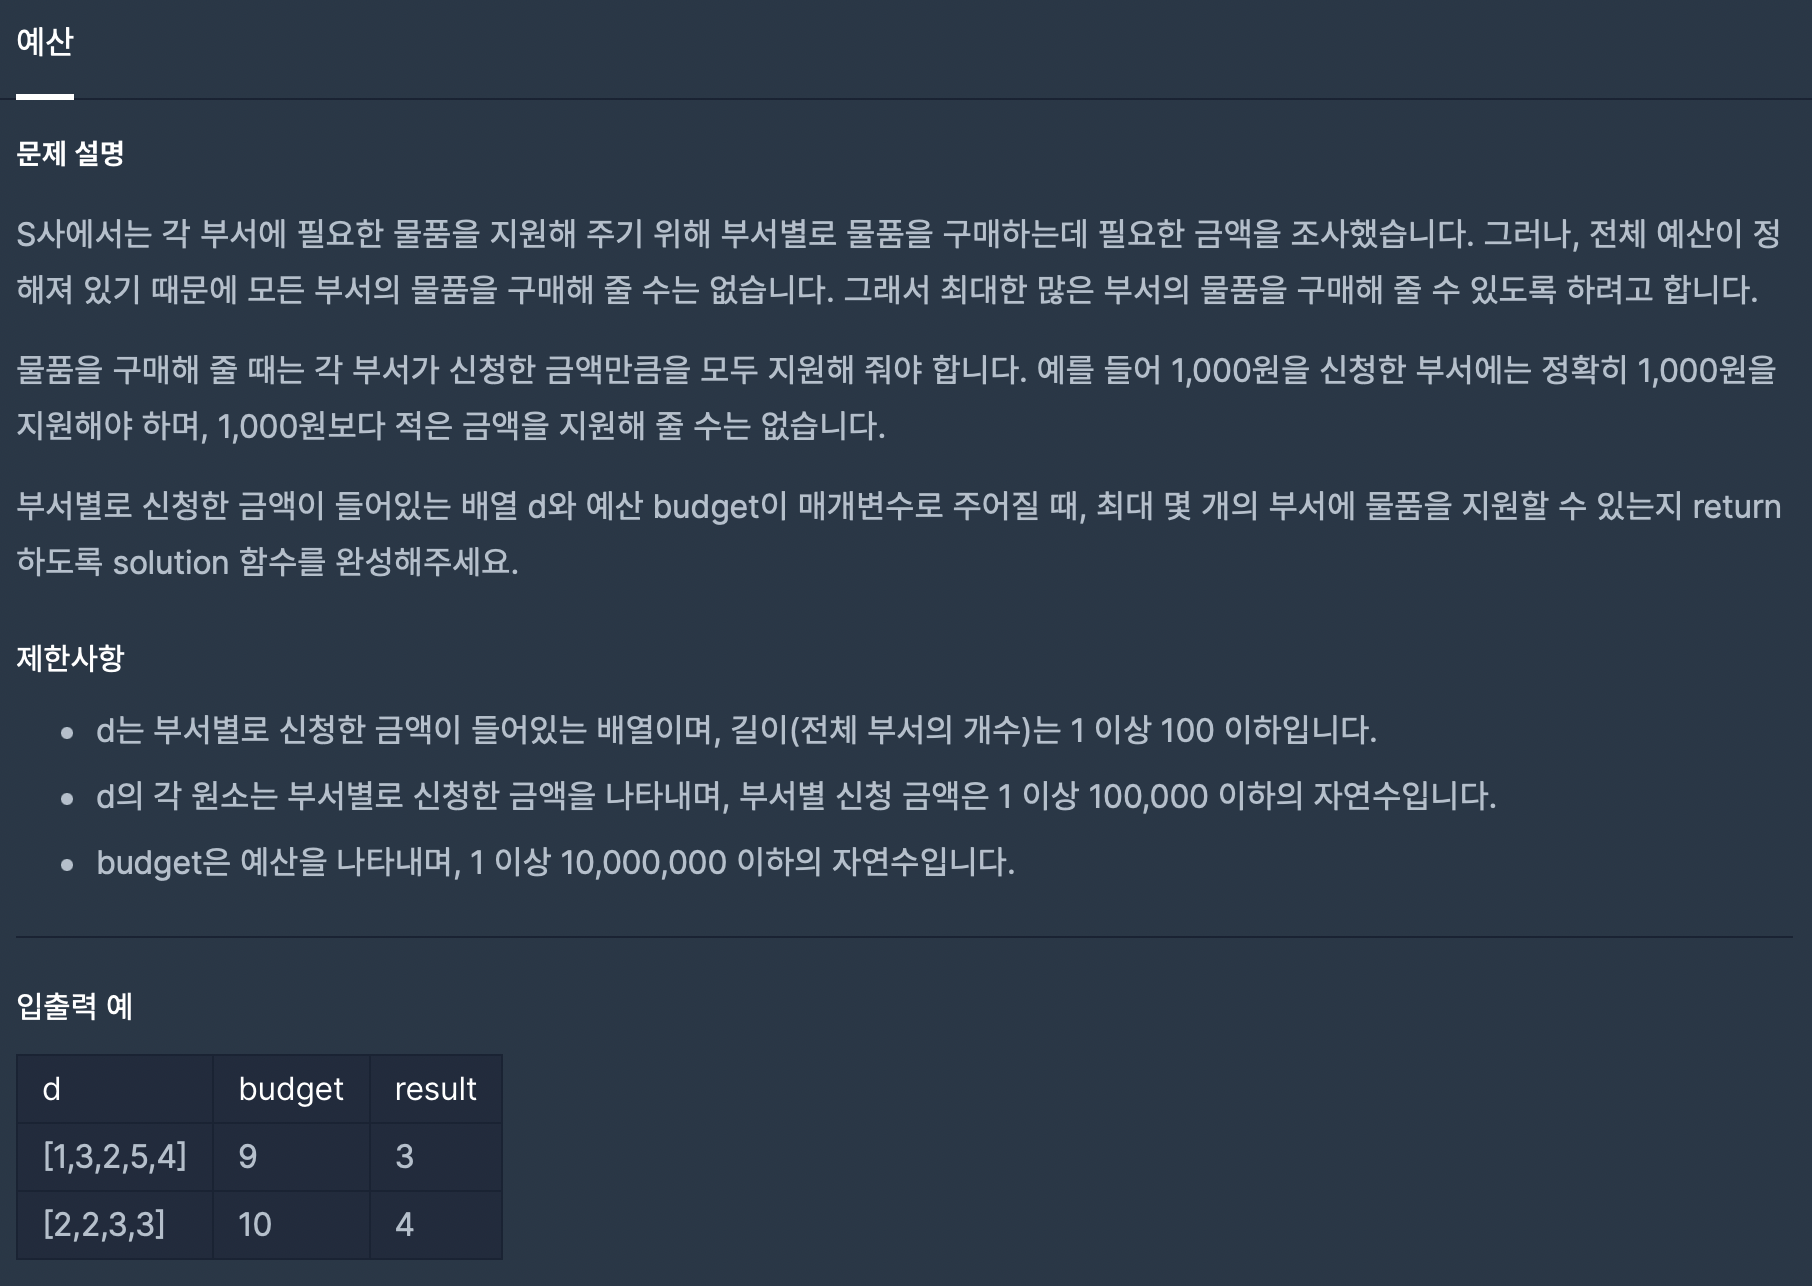 예산
문제 설명
S사에서는 각 부서에 필요한 물품을 지원해 주기 위해 부서별로 물품을 구매하는데 필요한 금액을 조사했습니다. 그러나, 전체 예산이 정
해져 있기 때문에 모든 부서의 물품을 구매해 줄 수는 없습니다. 그래서 최대한 많은 부서의 물품을 구매해 줄 수 있도록 하려고 합니다.
물품을 구매해 줄 때는 각 부서가 신청한 금액만큼을 모두 지원해 줘야 합니다. 예를 들어 1,000원을 신청한 부서에는 정확히 1,000원을
지원해야 하며, 1,000원보다 적은 금액을 지원해 줄 수는 없습니다.
부서별로 신청한 금액이 들어있는 배열 d와 예산 budget이 매개변수로 주어질 때, 최대 몇 개의 부서에 물품을 지원할 수 있는지 return
하도록 solution 함수를 완성해주세요.
제한사항
• d는 부서별로 신청한 금액이 들어있는 배열이며, 길이(전체 부서의 개수)는 1 이상 100 이하입니다.
• d의 각 원소는 부서별로 신청한 금액을 나타내며, 부서별 신청 금액은 1 이상 100,000 이하의 자연수입니다.
• budget은 예산을 나타내며, 1 이상 10,000,000 이하의 자연수입니다.
입출력 예
d budget result
[1,3,2,5,4] 9 3
[2,2,3,3] 10 4